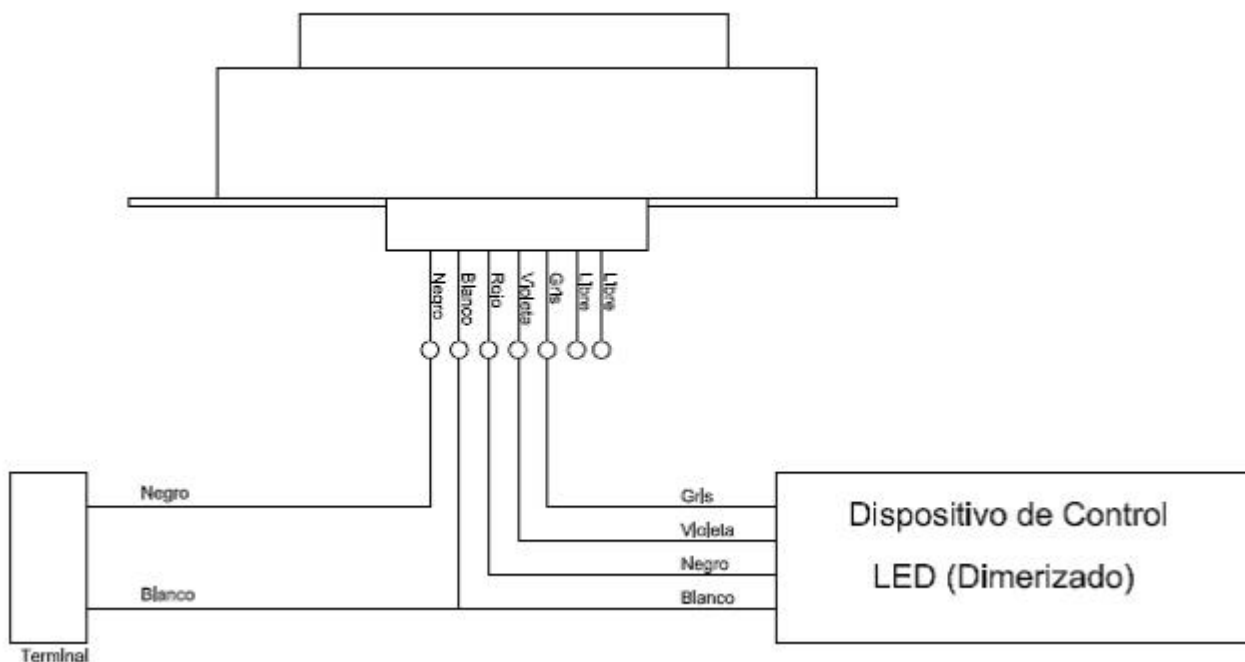 Negro
Blanco
Rojo
Violeta
Gris
Libre
Libre
Negro
Blanco
Terminal
Gris
Violeta
Negro
Blanco
Dispositivo de Control
LED (Dimerizado)